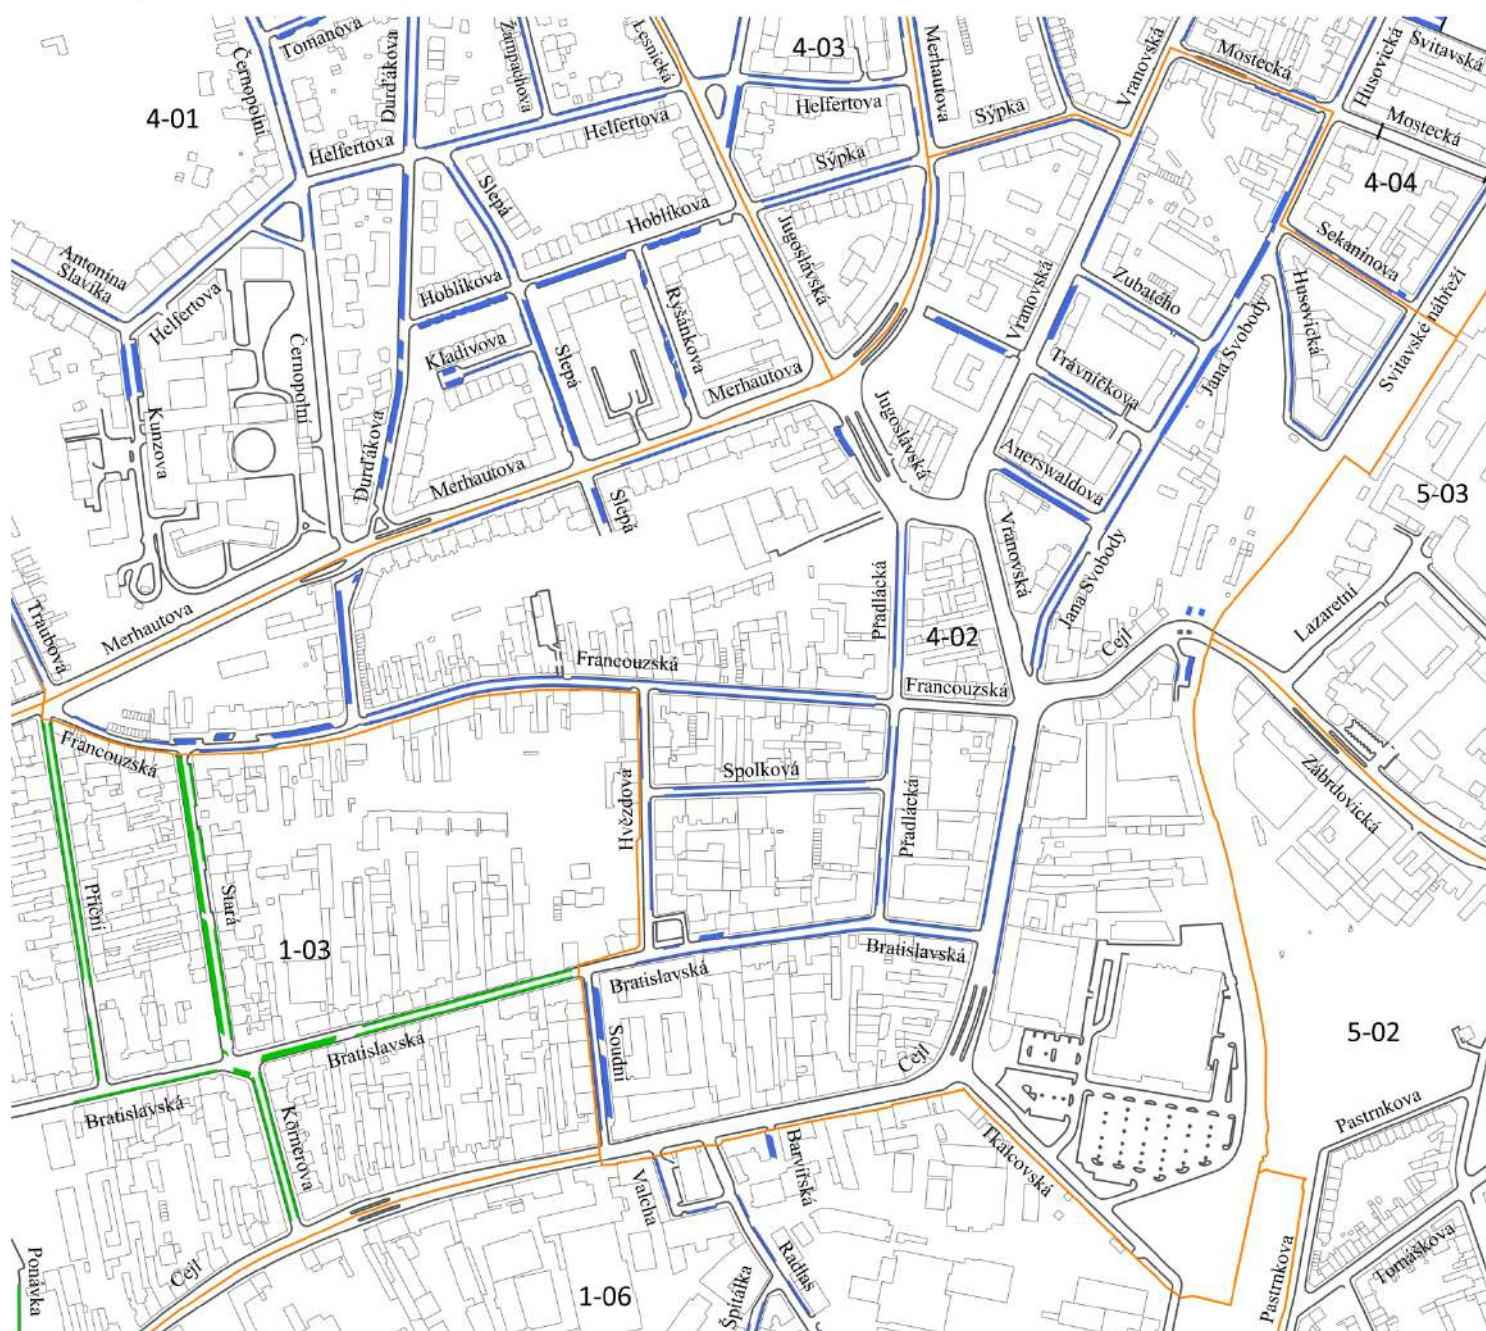 Tomanova
Černopolní
Durďákova
Zampachova
Lesnická
4-03
Merhautova
Vranovská
Mostecká
Husovická
Svitavská
4-01
Helfertova
Helfertova
Helfertova
Sýpka
Sýpka
Mostecká
4-04
Slepá
Hoblíkova
Jugoslávská
Sekaninova
Antonína
Slavíka
Helfertova
Hoblíkova
Ryšánkova
Vranovská
Zubatého
Husovická
Svitavské nábřeží
Jana Svobody
Černopolní
Kladivova
Slepá
Merhautova
Trávníčkova
Kunzova
Durďákova
Merhautova
Jugoslávská
Auerswaldova
5-03
Slepá
Vranovská
Jana Svobody
Přadlácká
4-02
Lazaretní
Traubova
Merhautova
Francouzská
Francouzská
Cejl
Francouzská
Spolková
Hvězdova
Přadlácká
Zábrdovická
Příční
Stará
1-03
Bratislavská
Bratislavská
Bratislavská
Soudní
Cejl
5-02
Bratislavská
Körnerova
Pastrnkova
Tkalcovská
Barvířská
Valcha
Radlas
Cejl
Ponávka
1-06
Špitálka
Pastrnkova
Tomáškova